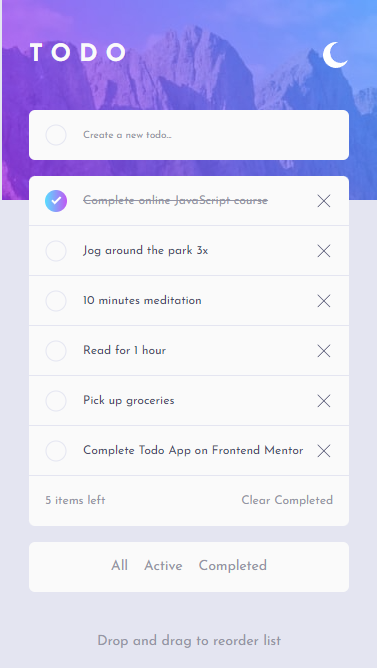 TODO
Create a new todo...
Complete online JavaScript course
Jog around the park 3x
10 minutes meditation
Read for 1 hour
Pick up groceries
Complete Todo App on Frontend Mentor
5 items left Clear Completed
All Active Completed
Drop and drag to reorder list